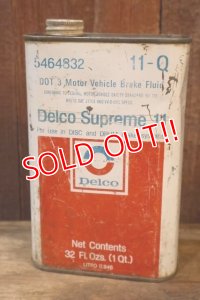 5464832 11-Q
DOT 3 Motor Vehicle Brake Fluid
Delco Supreme 11
For use in DISC and
SOLD OUT!!
Delco
Net Contents
32 Fl. Ozs. (1 Qt.)